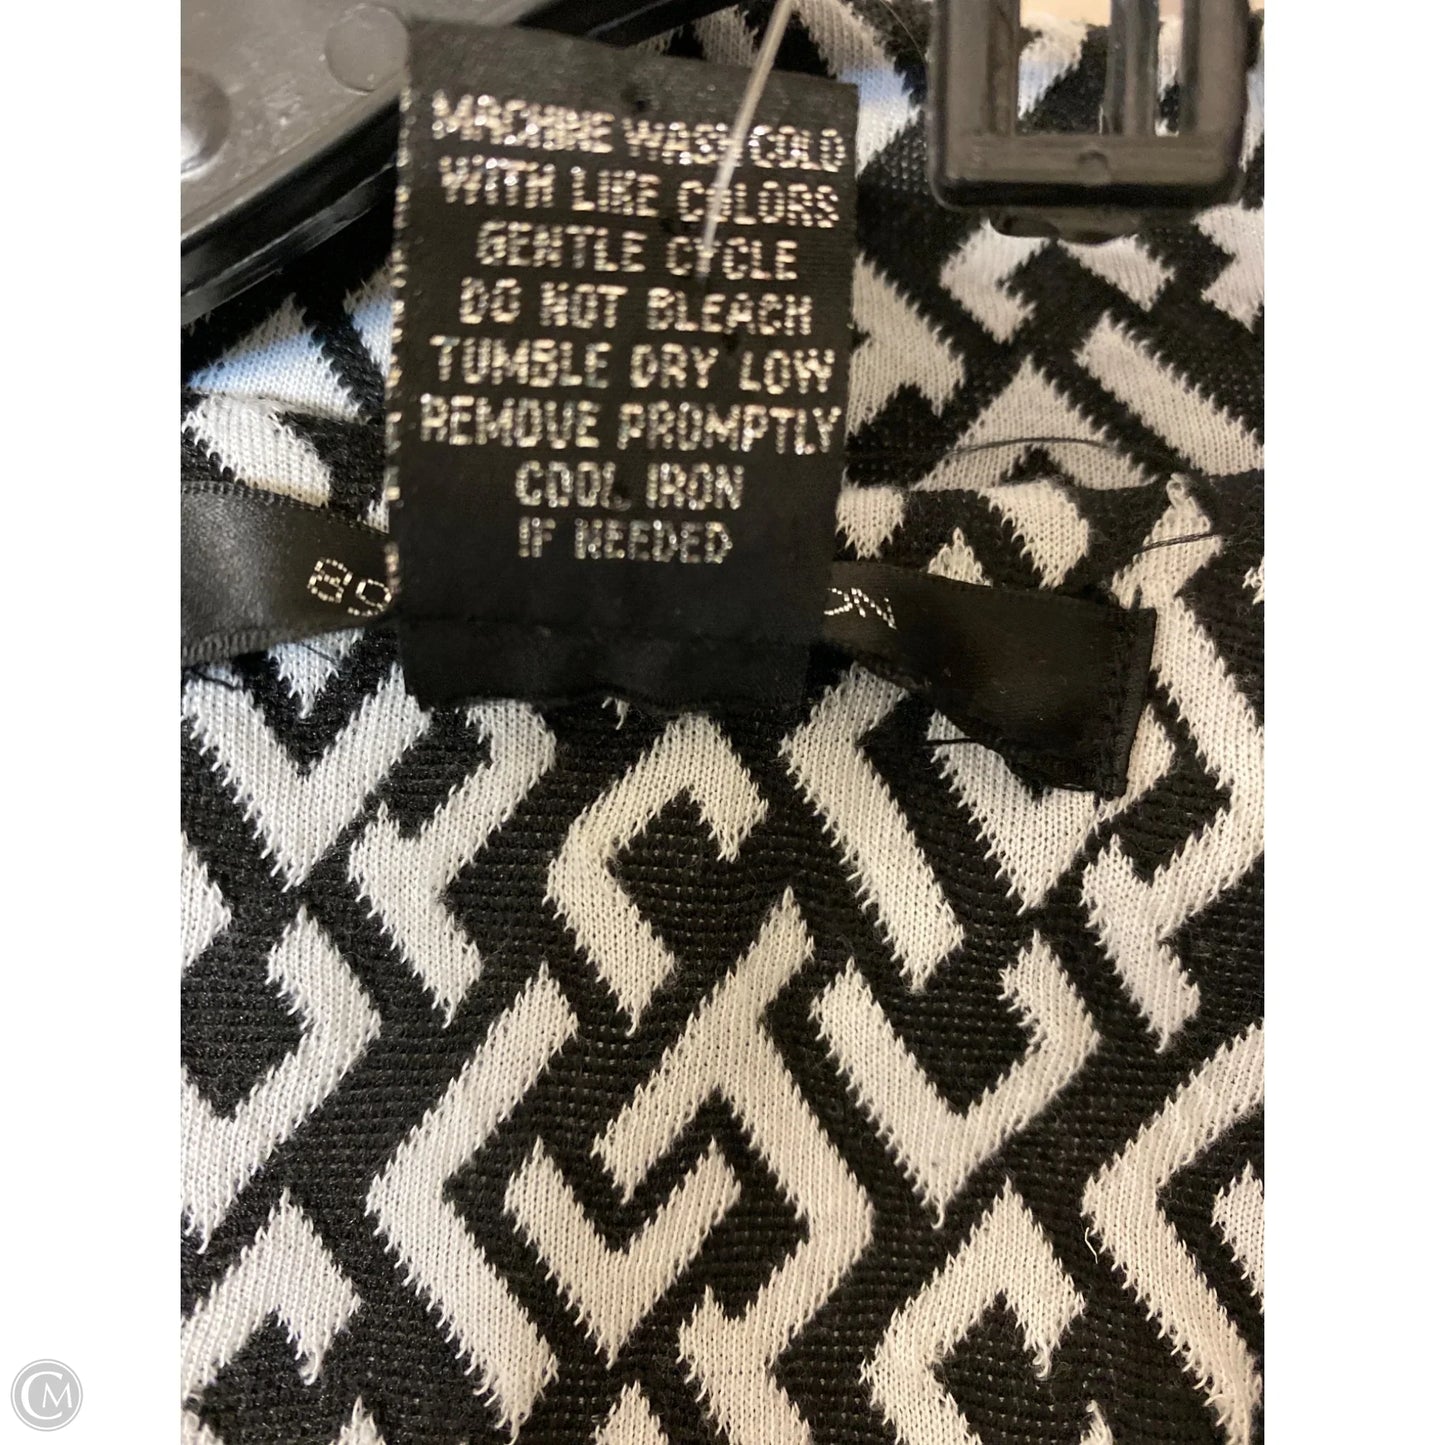 MACHINE WASH COLD
WITH LIKE COLORS
GENTLE CYCLE
DO NOT BLEACH
TUMBLE DRY LOW
REMOVE PROMPTLY
COOL IRON
IF NEEDED
CM